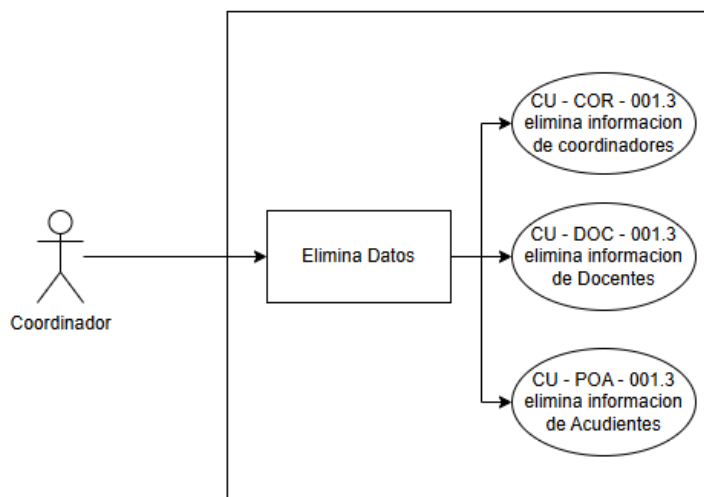 CU - COR - 001.3
elimina informacion
de coordinadores
Elimina Datos
CU - DOC - 001.3
elimina informacion
de Docentes
Coordinador
CU - POA - 001.3
elimina informacion
de Acudientes